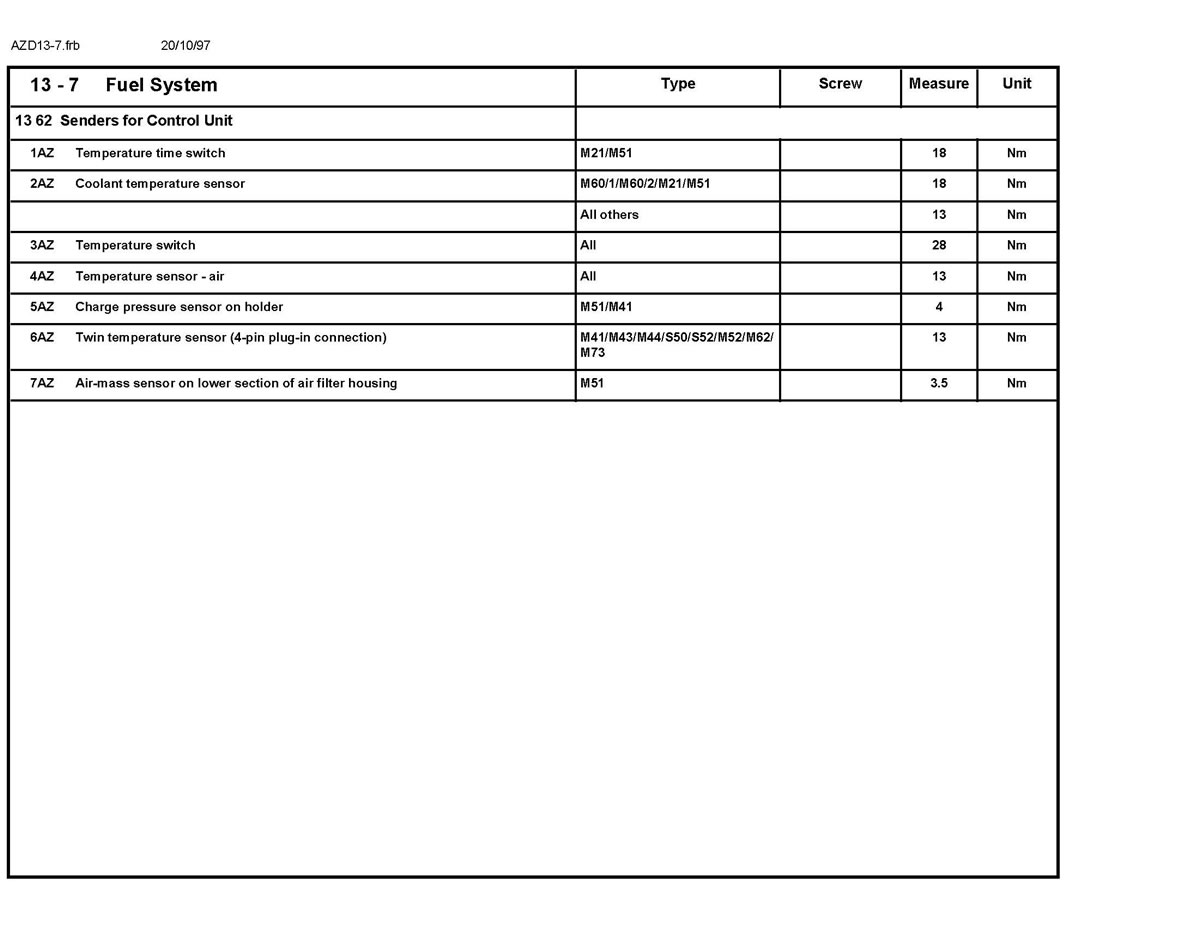 AZD13-7.frb 20/10/97
13 - 7 Fuel System Type Screw Measure Unit
13 62 Senders for Control Unit
1AZ Temperature time switch M21/M51 18 Nm
2AZ Coolant temperature sensor M60/1/M60/2/M21/M51 18 Nm
All others 13 Nm
3AZ Temperature switch All 28 Nm
4AZ Temperature sensor - air All 13 Nm
5AZ Charge pressure sensor on holder M51/M41 4 Nm
6AZ Twin temperature sensor (4-pin plug-in connection) M41/M43/M44/S50/S52/M52/M62/ 13 Nm
M73
7AZ Air-mass sensor on lower section of air filter housing M51 3.5 Nm